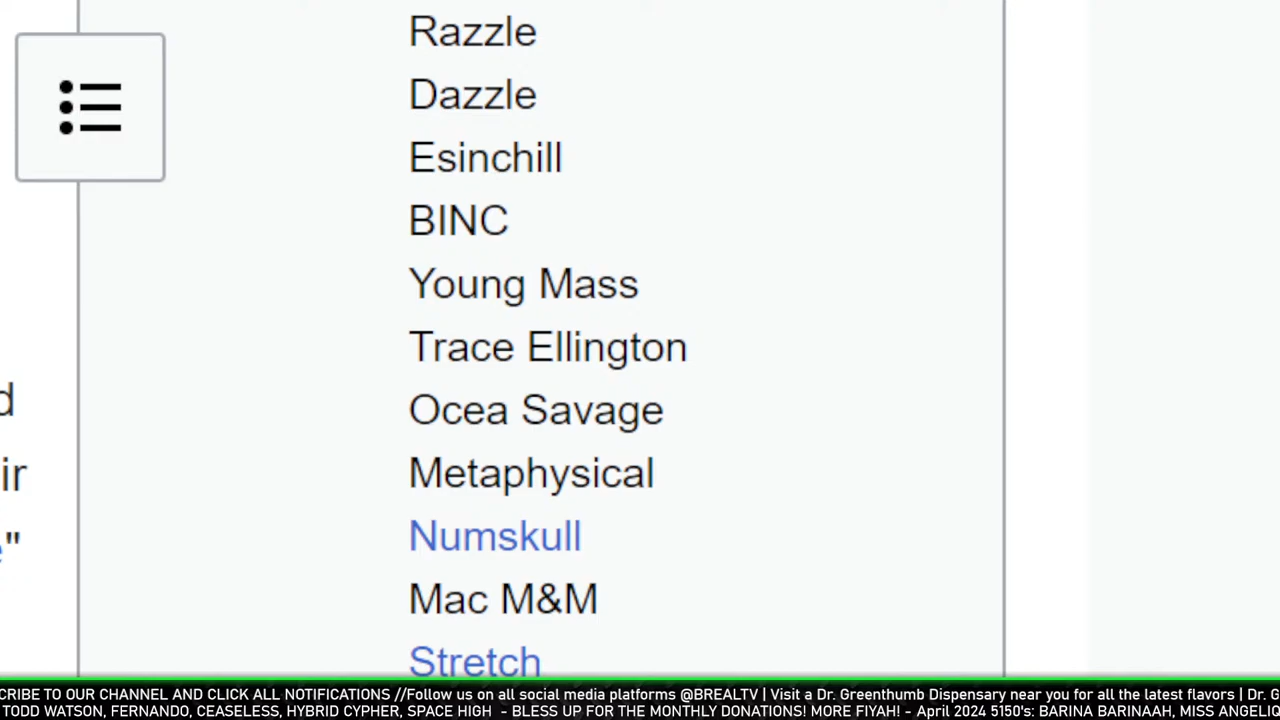 Razzle
Dazzle
Esinchill
BINC
Young Mass
Trace Ellington
d
Ocea Savage
ir
Metaphysical
"
Numskull
Mac M&M
Stretch
CRIBE TO OUR CHANNEL AND CLICK ALL NOTIFICATIONS //Follow us on all social media platforms @BREALTV | Visit a Dr. Greenthumb Dispensary near you for all the latest flavors | Dr. G
TODD WATSON, FERNANDO, CEASELESS, HYBRID CYPHER, SPACE HIGH - BLESS UP FOR THE MONTHLY DONATIONS! MORE FIYAH! - April 2024 5150's: BARINA BARINAAH, MISS ANGELIC